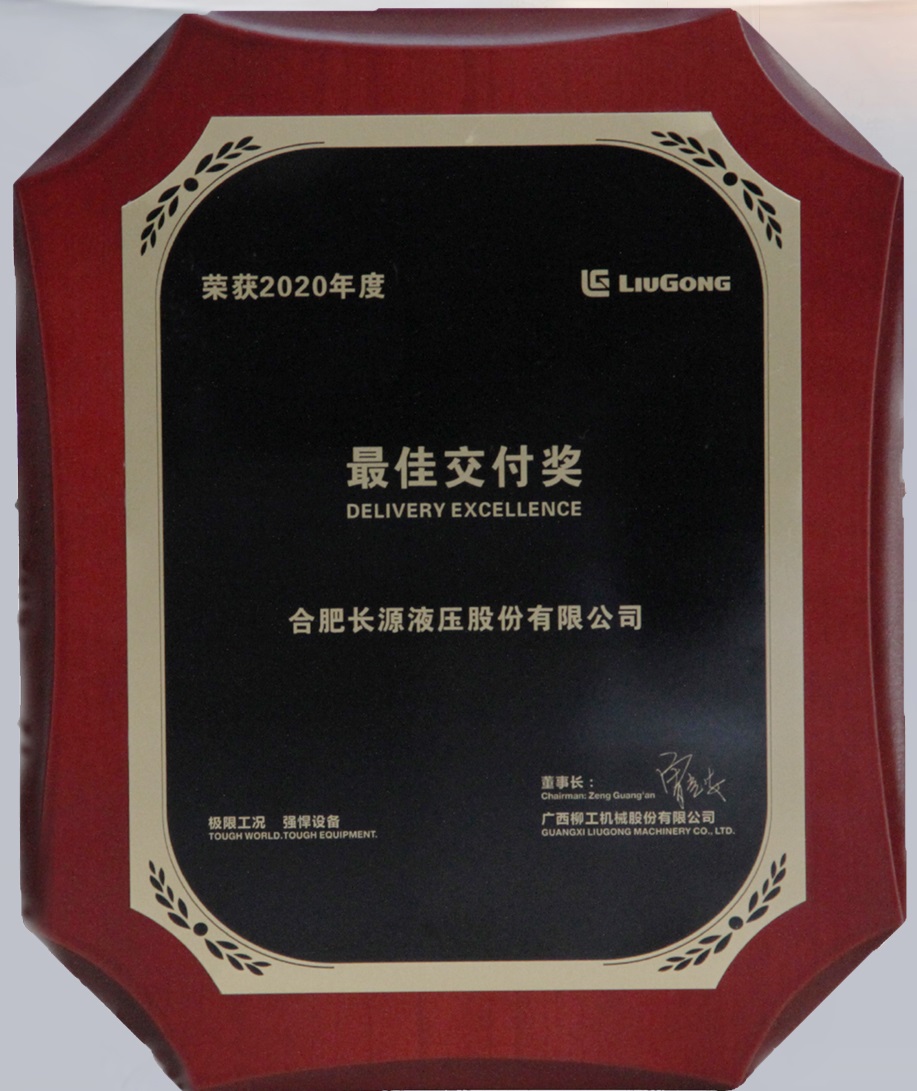 荣获2020年度
LIUGONG
最佳交付奖
DELIVERY EXCELLENCE
合肥长源液压股份有限公司
董事长：
Chairman: Zeng Guang'an
极限工况 强悍设备
TOUGH WORLD.TOUGH EQUIPMENT.
广西柳工机械股份有限公司
GUANGXI LIUGONG MACHINERY CO., LTD.